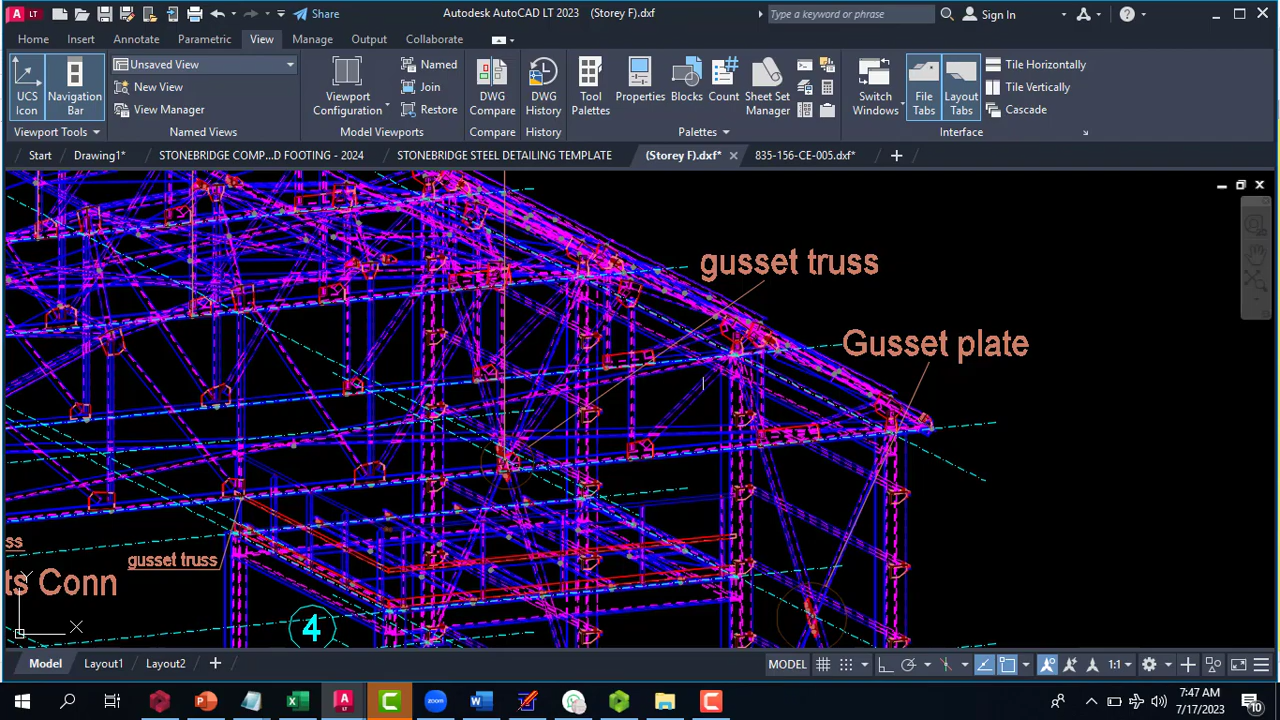 LT
Share
Autodesk AutoCAD LT 2023 (Storey F).dxf
Type a keyword or phrase
Sign In
Home Insert Annotate Parametric View Manage Output Collaborate
UCS Icon
Navigation Bar
Unsaved View
New View
View Manager
Viewport Configuration
Named
Join
Restore
DWG Compare
DWG History
Tool Palettes
Properties
Blocks
Count
Sheet Set Manager
Switch Windows
File Tabs
Layout Tabs
Tile Horizontally
Tile Vertically
Cascade
Viewport Tools
Named Views
Model Viewports
Compare
History
Palettes
Interface
Start
Drawing1*
STONEBRIDGE COMP...D FOOTING - 2024
STONEBRIDGE STEEL DETAILING TEMPLATE
(Storey F).dxf*
835-156-CE-005.dxf*
gusset truss
Gusset plate
ss
gusset truss
ts Conn
Y
X
4
Model Layout1 Layout2
MODEL
1:1
7:47 AM
7/17/2023
10
zoom